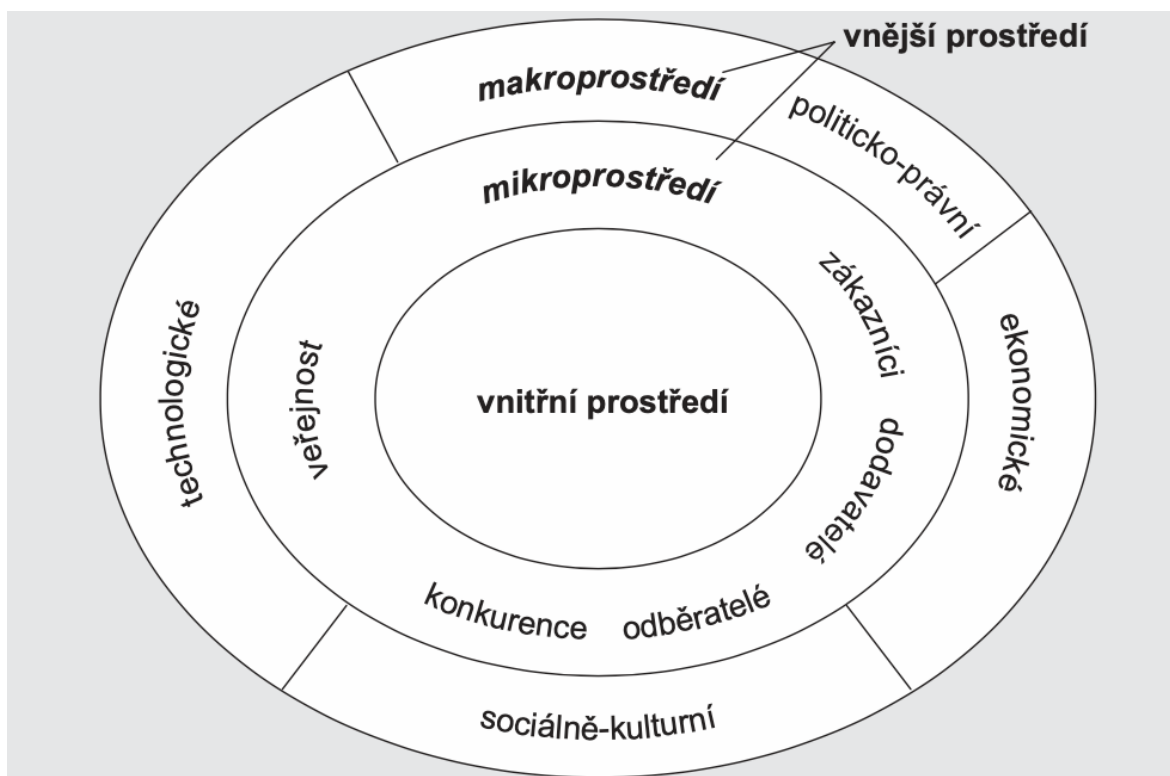 vnější prostředí
makroprostředí
politicko-právní
mikroprostředí
zákazníci
ekonomické
technologické
veřejnost
vnitřní prostředí
dodavatelé
konkurence
odběratelé
sociálně-kulturní